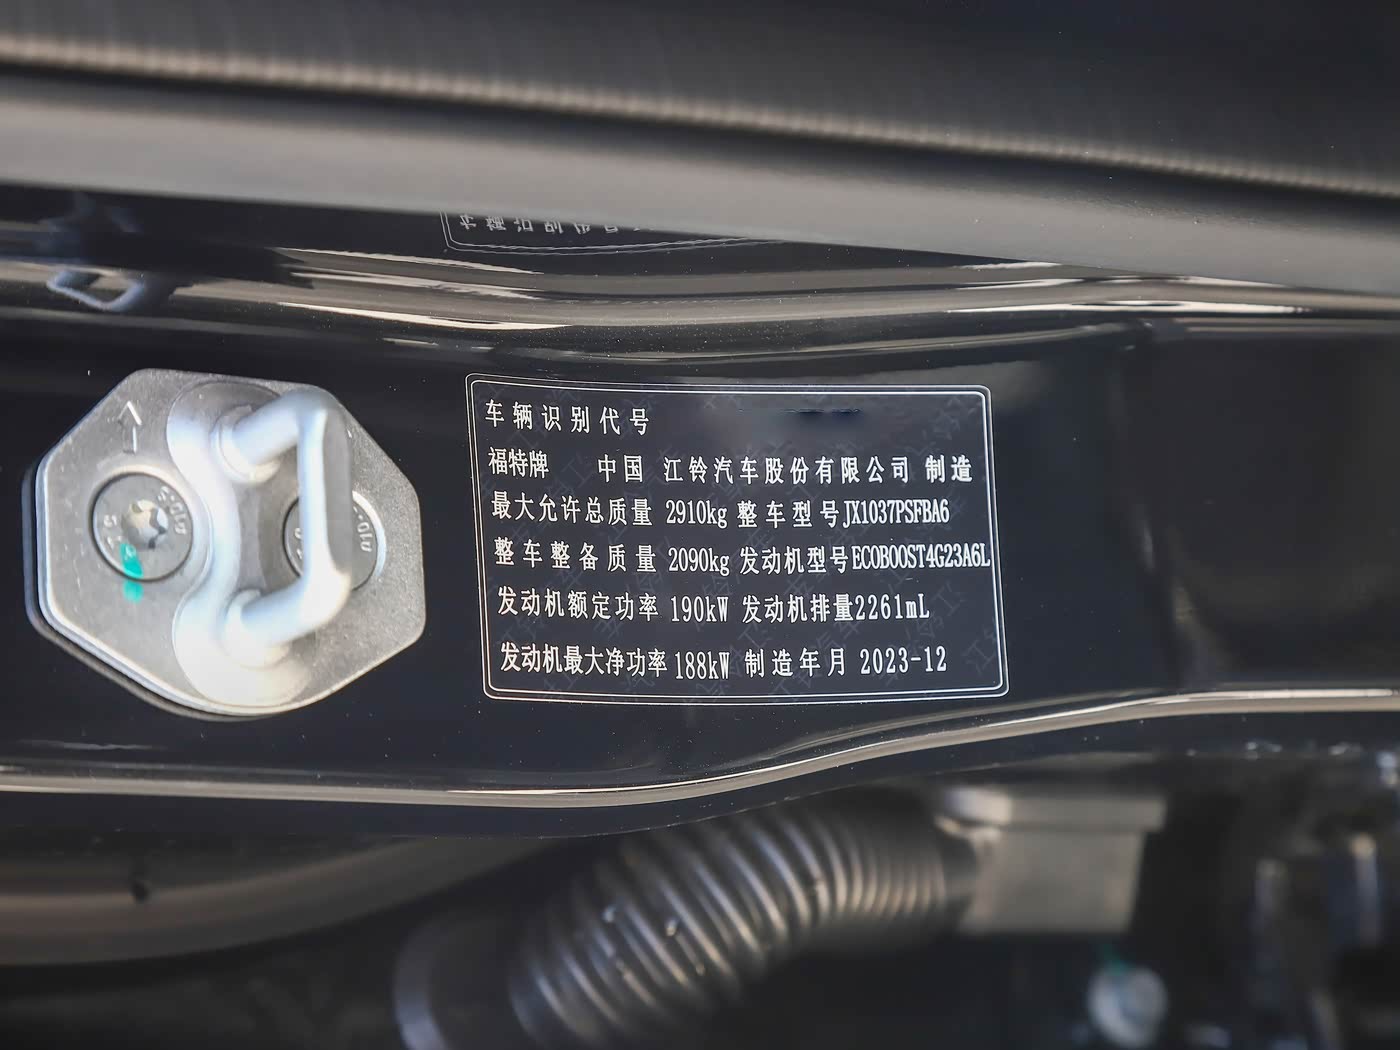 车辆识别代号
福特牌 中国 江铃汽车股份有限公司 制造
最大允许总质量 2910kg 整车型号JX1037PSFBA6
整车整备质量 2090kg 发动机型号ECOBOOST4G23A6L
发动机额定功率 190kW 发动机排量2261mL
发动机最大净功率188kW 制造年月 2023-12